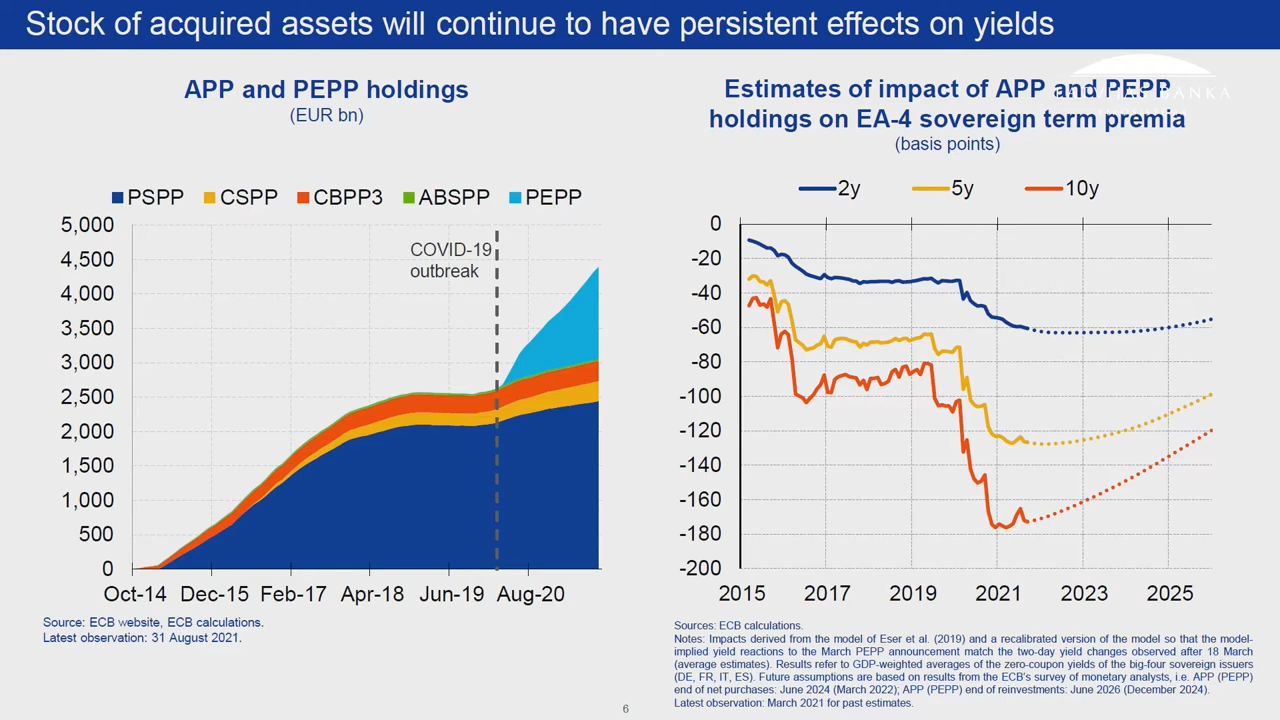 Stock of acquired assets will continue to have persistent effects on yields
APP and PEPP holdings
(EUR bn)
PSPP CSPP CBPP3 ABSPP PEPP
5,000
4,500
4,000
3,500
3,000
2,500
2,000
1,500
1,000
500
0
COVID-19
outbreak
Oct-14 Dec-15 Feb-17 Apr-18 Jun-19 Aug-20
Source: ECB website, ECB calculations.
Latest observation: 31 August 2021.
Estimates of impact of APP and PEPP
holdings on EA-4 sovereign term premia
(basis points)
2y 5y 10y
0
-20
-40
-60
-80
-100
-120
-140
-160
-180
-200
2015 2017 2019 2021 2023 2025
Sources: ECB calculations.
Notes: Impacts derived from the model of Eser et al. (2019) and a recalibrated version of the model so that the model-
implied yield reactions to the March PEPP announcement match the two-day yield changes observed after 18 March
(average estimates). Results refer to GDP-weighted averages of the zero-coupon yields of the big-four sovereign issuers
(DE, FR, IT, ES). Future assumptions are based on results from the ECB's survey of monetary analysts, i.e. APP (PEPP)
end of net purchases: June 2024 (March 2022); APP (PEPP) end of reinvestments: June 2026 (December 2024).
Latest observation: March 2021 for past estimates.
6
BANKA